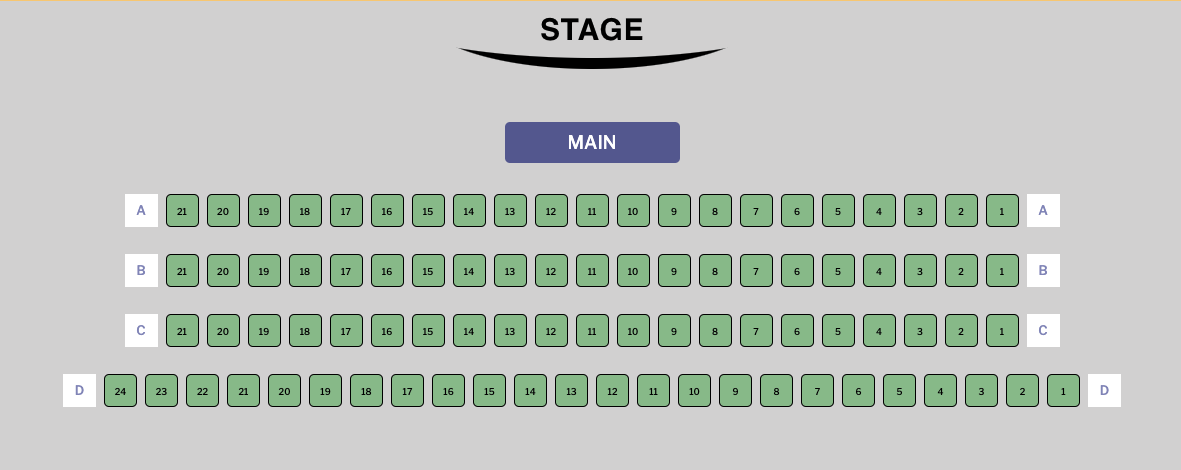 STAGE
MAIN
A 21 20 19 18 17 16 15 14 13 12 11 10 9 8 7 6 5 4 3 2 1 A
B 21 20 19 18 17 16 15 14 13 12 11 10 9 8 7 6 5 4 3 2 1 B
C 21 20 19 18 17 16 15 14 13 12 11 10 9 8 7 6 5 4 3 2 1 C
D 24 23 22 21 20 19 18 17 16 15 14 13 12 11 10 9 8 7 6 5 4 3 2 1 D